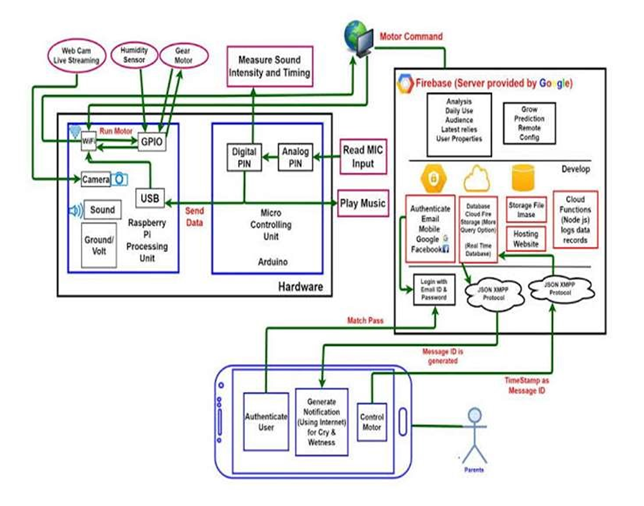 Motor Command
Web Cam
Live Streaming
Humidity
Sensor
Gear
Motor
Measure Sound
Intensity and Timing
Firebase (Server provided by Google)
Analysis
Daily Use
Audience
Latest relies
User Properties
Grow
Prediction
Remote
Config
Run Motor
WiFi
GPIO
Digital
PIN
Analog
PIN
Read MIC
Input
Develop
Camera
USB
Send
Data
Play Music
Sound
Raspberry
Pi
Processing
Unit
Ground/
Volt
Micro
Controlling
Unit
Arduino
Hardware
Authenticate
Email
Mobile
Google
Facebook
Database
Cloud Fire
Storage (More
Query Option)
(Real Time
Database)
Storage File
Imase
Hosting
Website
Cloud
Functions
(Node js)
logs data
records
Login with
Email ID &
Password
JSON XMPP
Protocol
JSON XMPP
Protocol
Match Pass
Message ID is
generated
TimeStamp as
Message ID
Authenticate
User
Generate
Notification
(Using Internet)
for Cry &
Wetness
Control
Motor
Parents